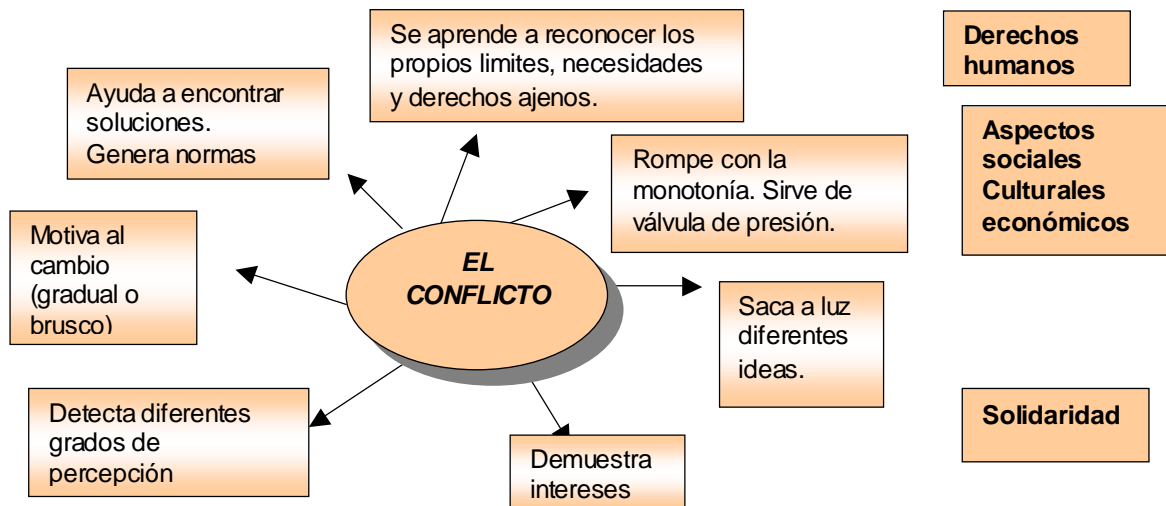 Se aprende a reconocer los
propios limites, necesidades
y derechos ajenos.
Derechos
humanos
Ayuda a encontrar
soluciones.
Genera normas
Aspectos
sociales
Culturales
económicos
Rompe con la
monotonía. Sirve de
válvula de presión.
Motiva al
cambio
(gradual o
brusco)
EL
CONFLICTO
Saca a luz
diferentes
ideas.
Detecta diferentes
grados de
percepción
Solidaridad
Demuestra
intereses